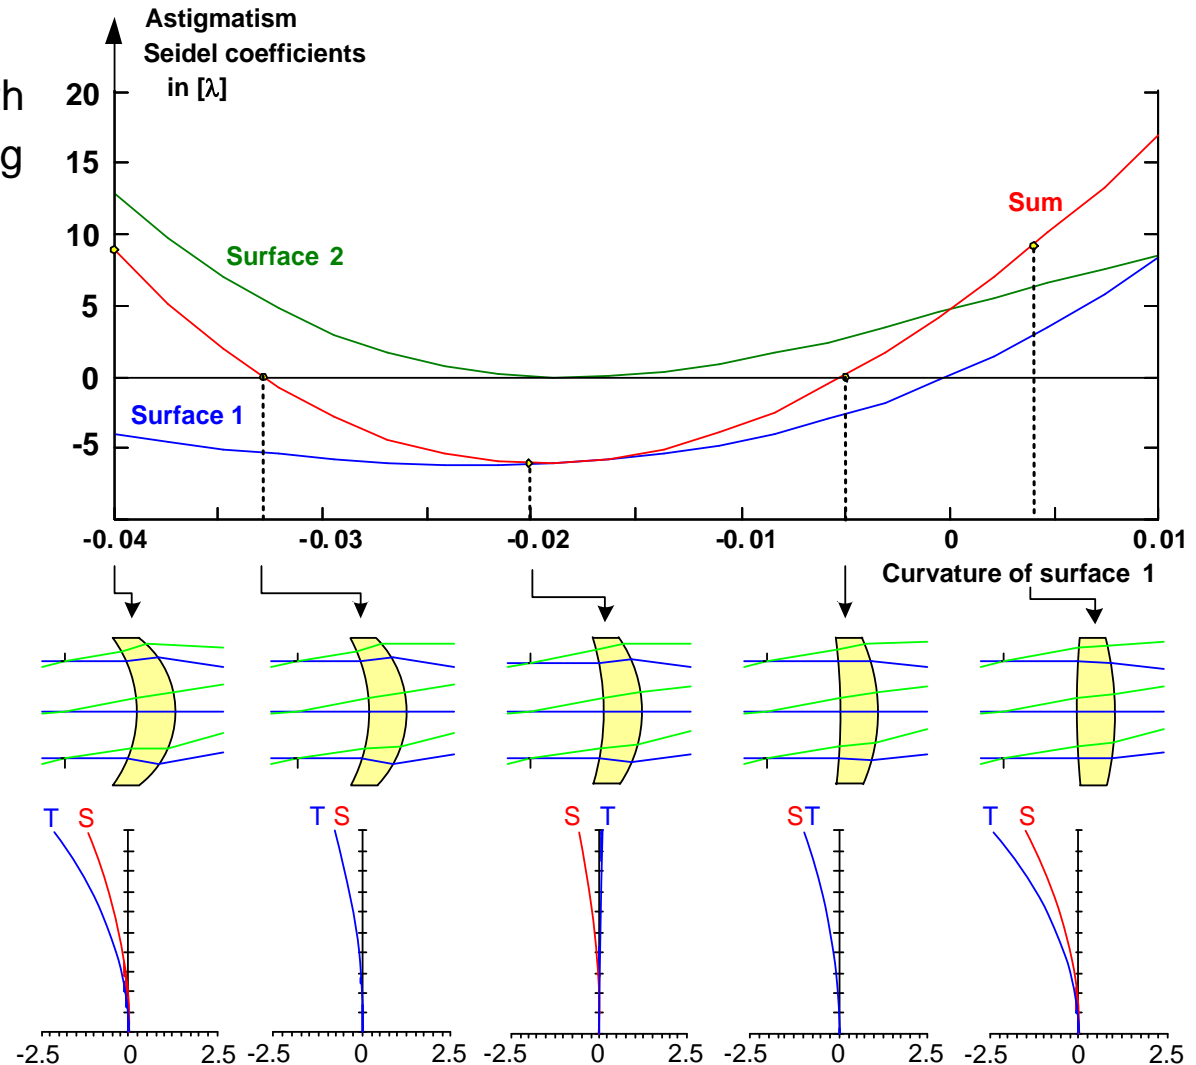 Astigmatism
Seidel coefficients
in [λ]
h
g
20
15
10
5
0
-5
Sum
Surface 2
Surface 1
-0.04 -0.03 -0.02 -0.01 0 0.01
Curvature of surface 1
T S T S S T S T T S
-2.5 0 2.5 -2.5 0 2.5 -2.5 0 2.5 -2.5 0 2.5 -2.5 0 2.5